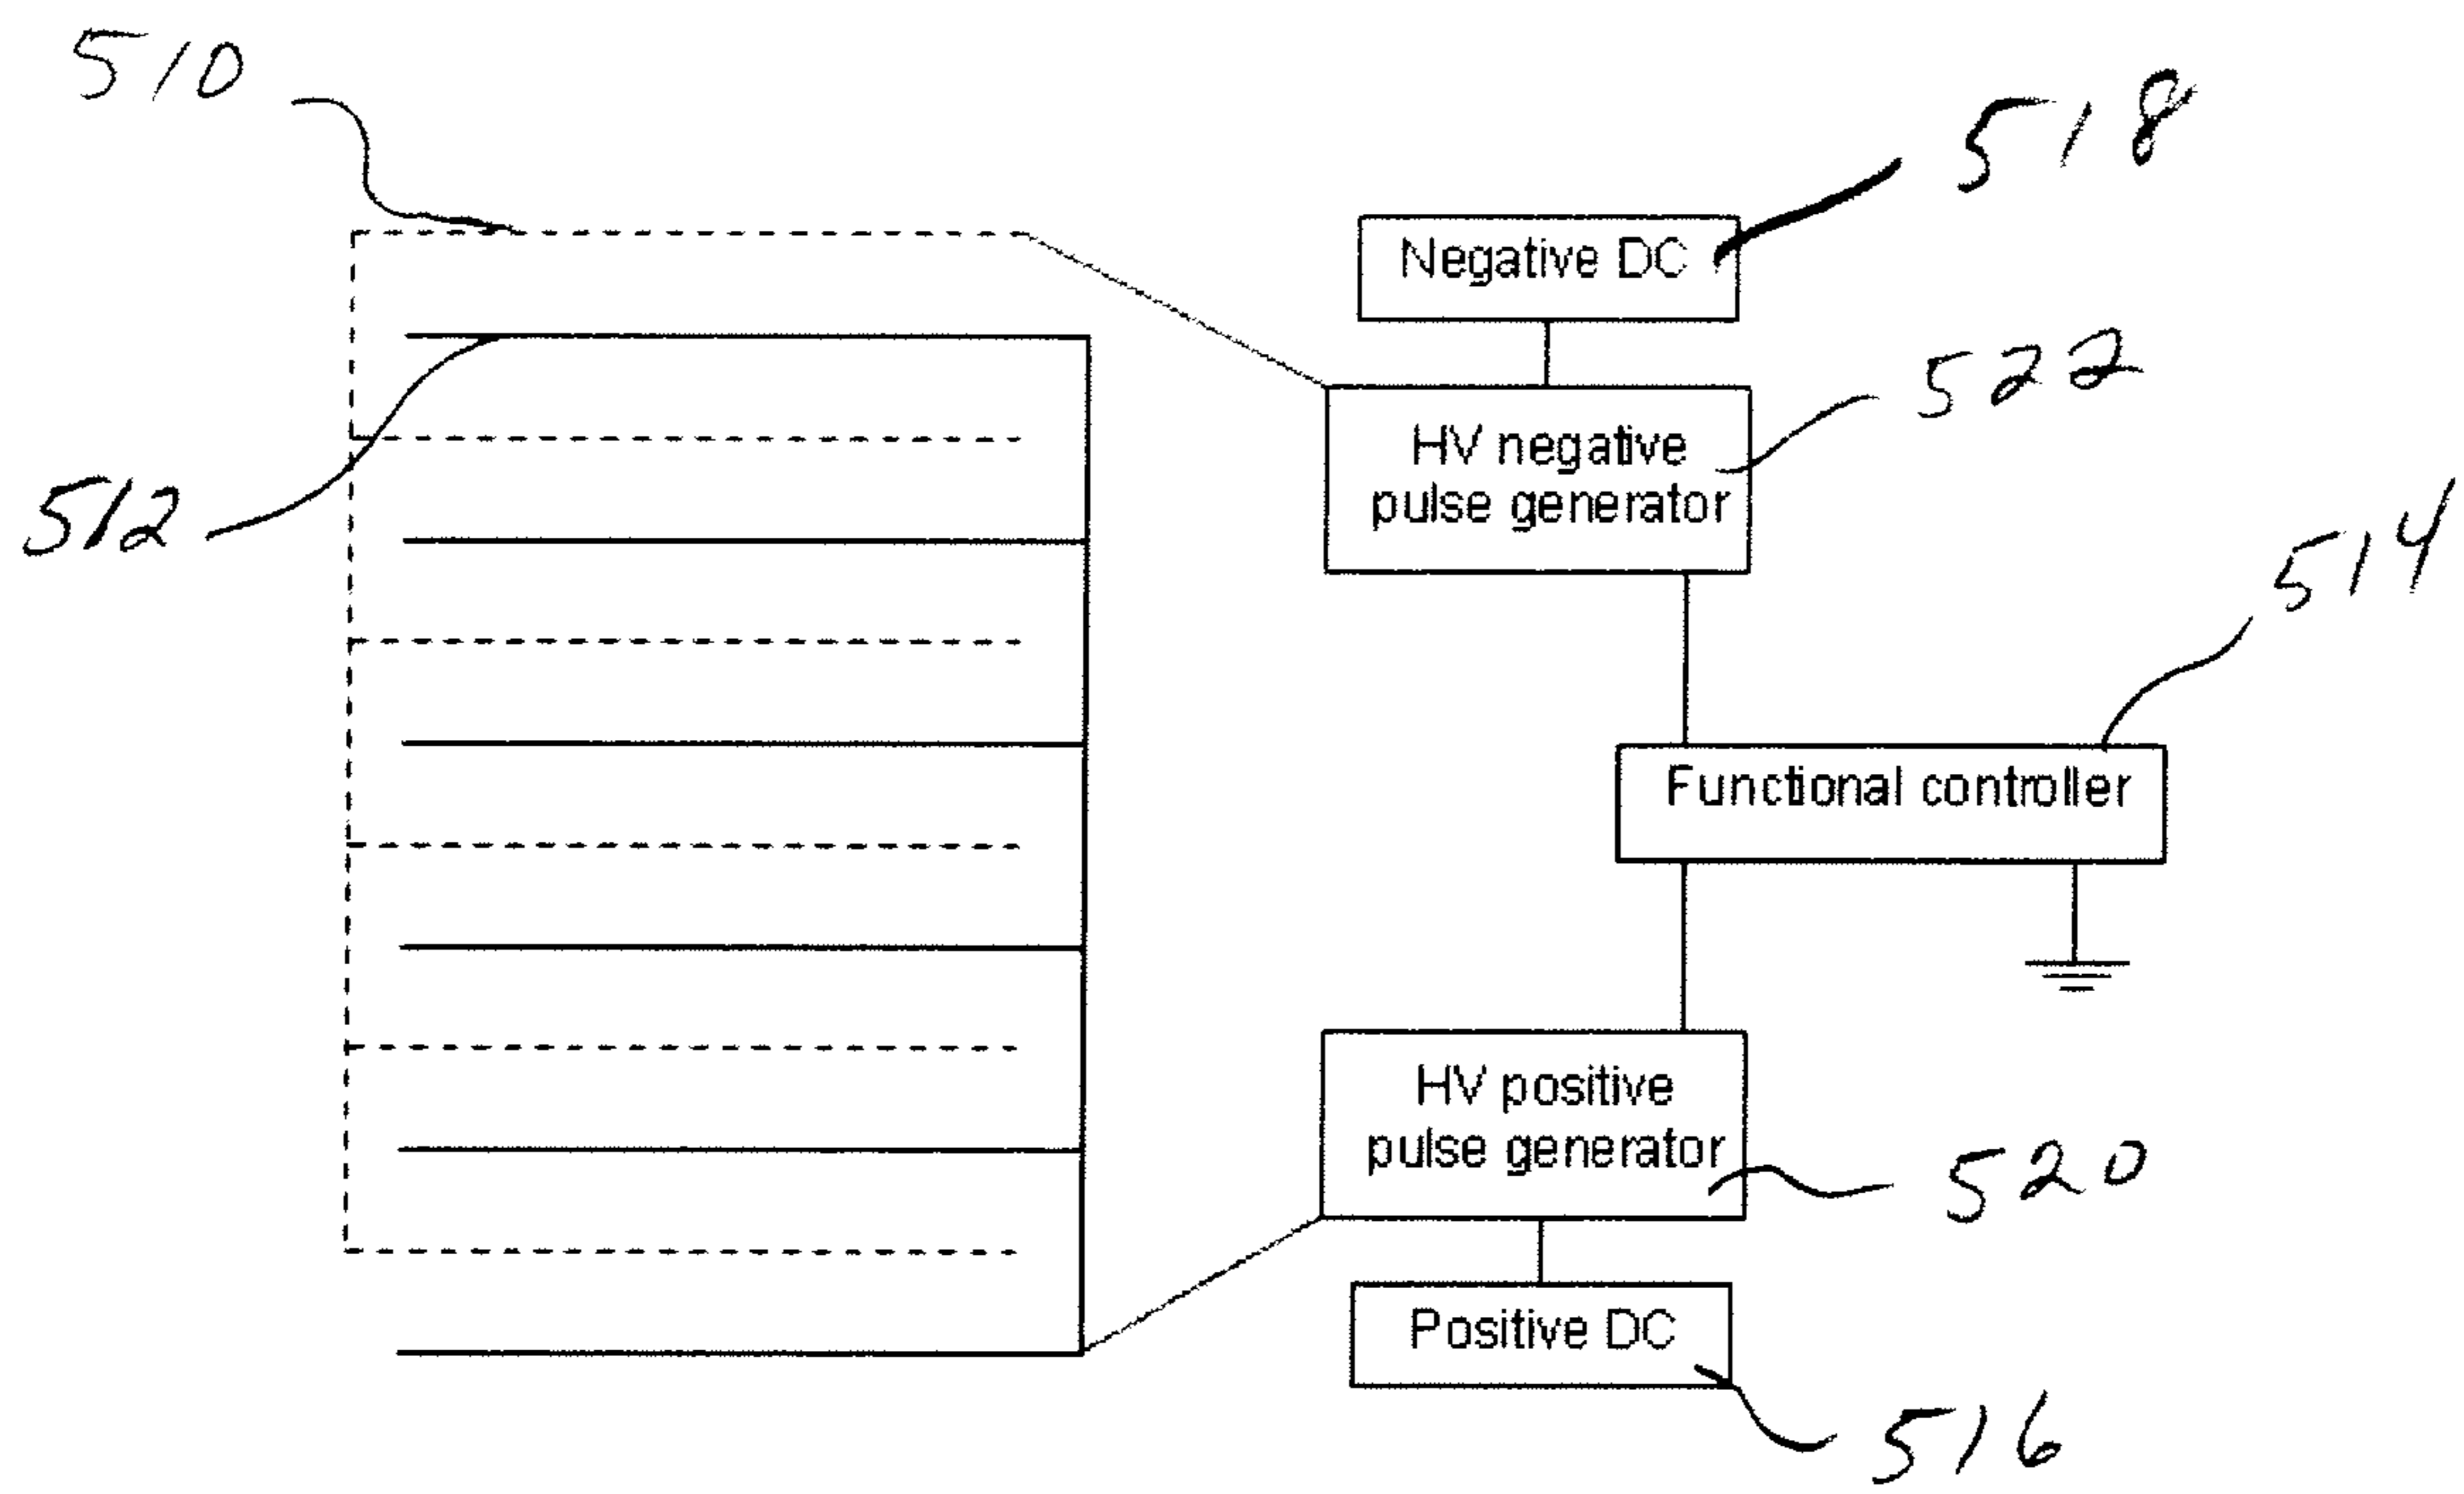 510
518
Negative DC
522
HV negative
pulse generator
512
514
Functional controller
HV positive
pulse generator
520
Positive DC
516